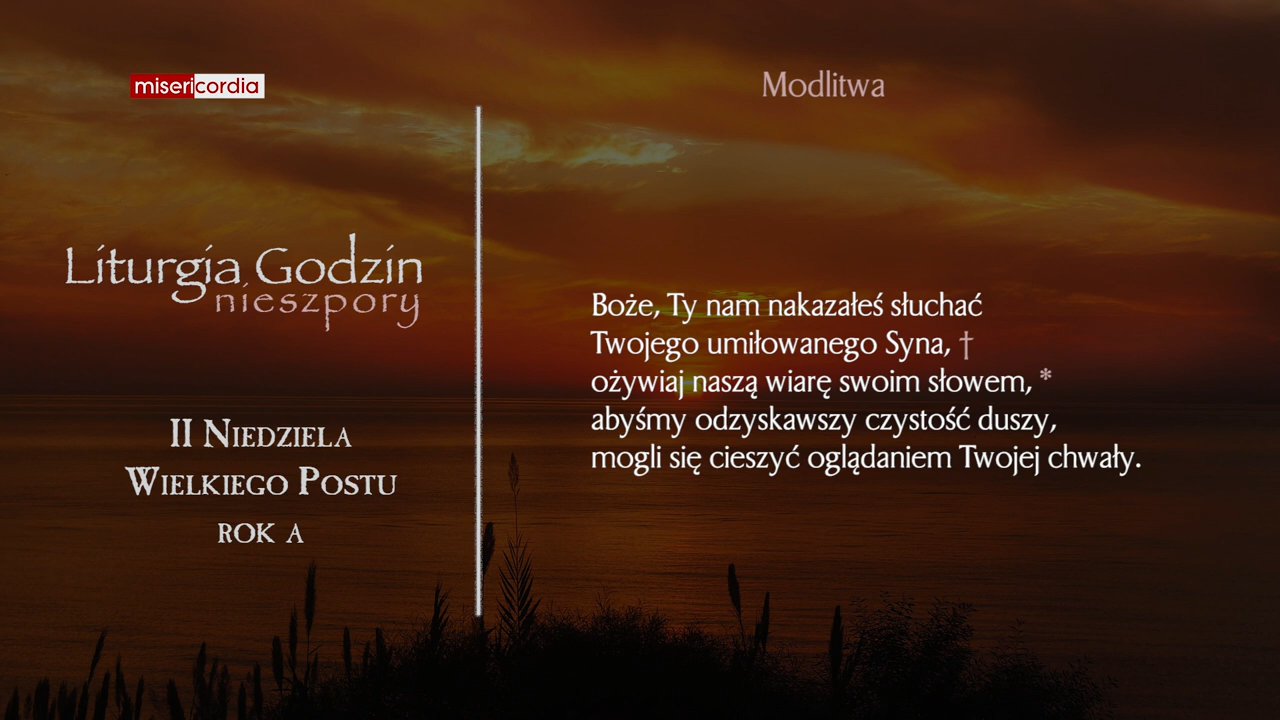 misericordia
Modlitwa
Liturgia Godzin
nieszpory
II Niedziela
Wielkiego Postu
rok a
Boże, Ty nam nakazałeś słuchać
Twojego umiłowanego Syna, †
ożywiaj naszą wiarę swoim słowem, *
abyśmy odzyskawszy czystość duszy,
mogli się cieszyć oglądaniem Twojej chwały.